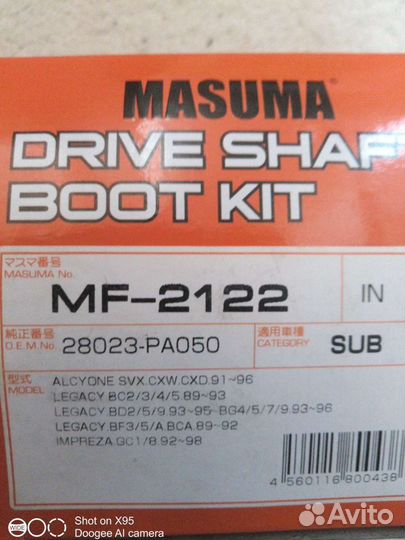 MASUMA
DRIVE SHAF
BOOT KIT
マスマ番号
MASUMA No.
MF-2122
IN
純正番号
O.E.M.No
28023-PA050
適用車種
CATEGORY
SUB
型式
MODEL
ALCYONE.SVX.CXW.CXD.91~96
LEGACY.BC2/3/4/5.89~93
LEGACY.BD2/5/9.93~95 BG4/5/7/9.93~96
LEGACY.BF3/5/A.BCA.89~92
IMPREZA.GC1/8.92~98
4 560116 800438
Shot on X95
Doogee AI camera
Avito